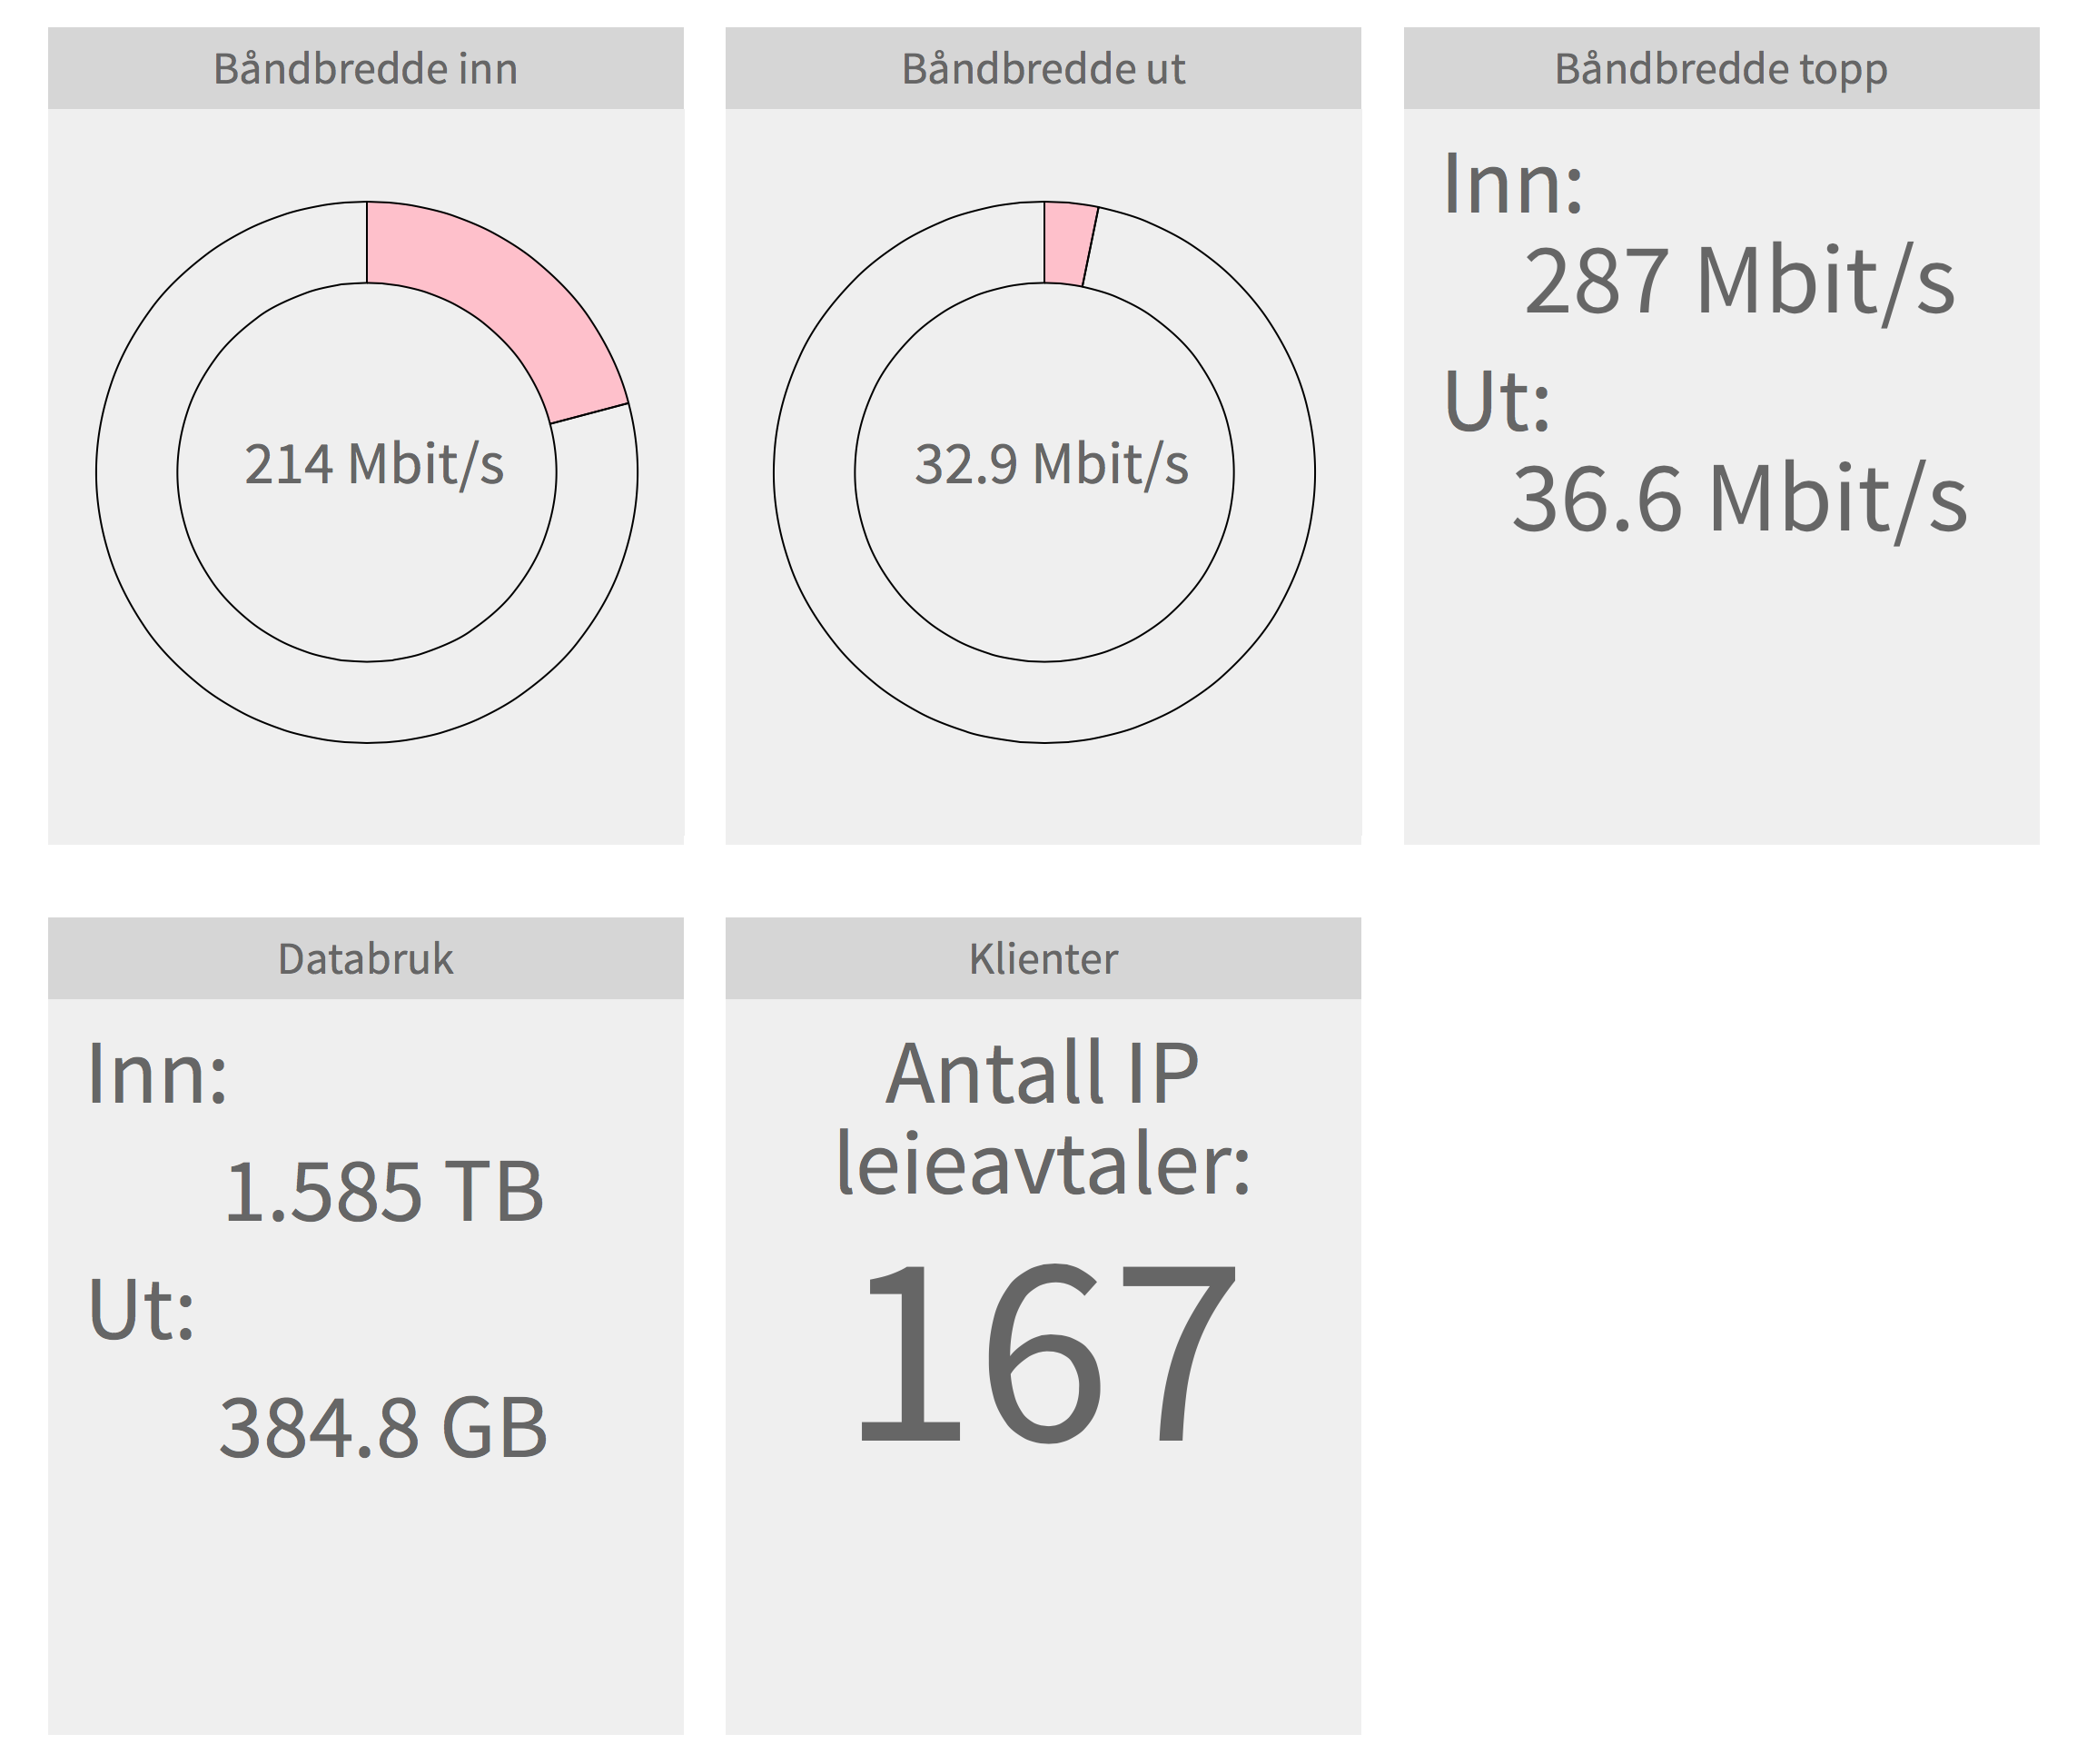 Båndbredde inn
214 Mbit/s
Båndbredde ut
32.9 Mbit/s
Båndbredde topp
Inn:
287 Mbit/s
Ut:
36.6 Mbit/s
Databruk
Inn:
1.585 TB
Ut:
384.8 GB
Klienter
Antall IP
leieavtaler:
167